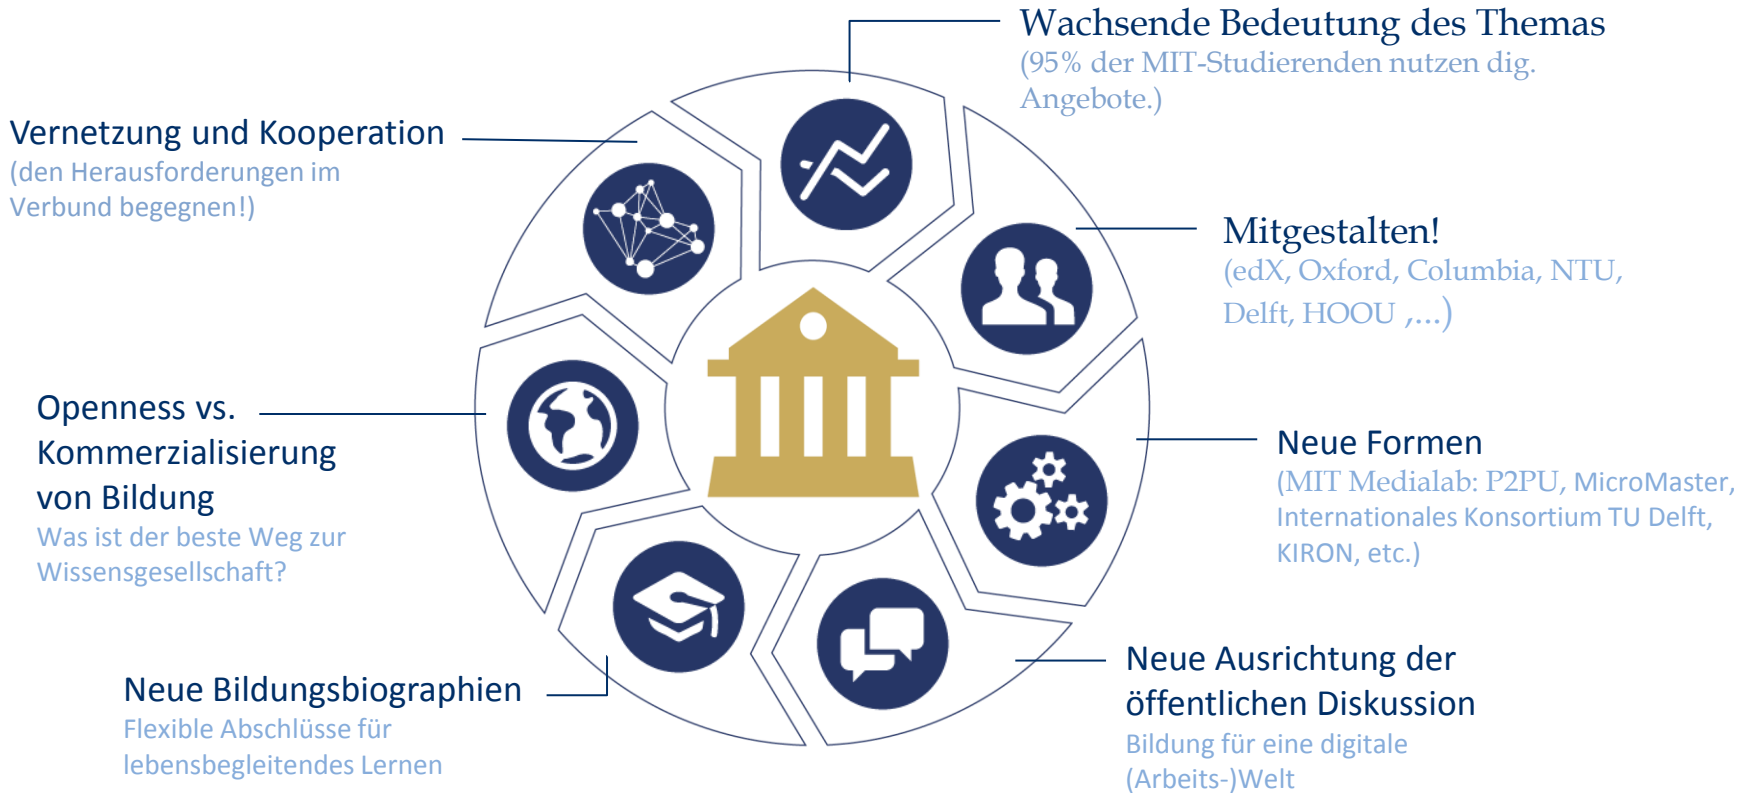 Wachsende Bedeutung des Themas
(95% der MIT-Studierenden nutzen dig.
Angebote.)
Vernetzung und Kooperation
(den Herausforderungen im
Verbund begegnen!)
Mitgestalten!
(edX, Oxford, Columbia, NTU,
Delft, HOOU ,...)
Openness vs.
Kommerzialisierung
von Bildung
Was ist der beste Weg zur
Wissensgesellschaft?
Neue Formen
(MIT Medialab: P2PU, MicroMaster,
Internationales Konsortium TU Delft,
KIRON, etc.)
Neue Bildungsbiographien
Flexible Abschlüsse für
lebensbegleitendes Lernen
Neue Ausrichtung der
öffentlichen Diskussion
Bildung für eine digitale
(Arbeits-)Welt